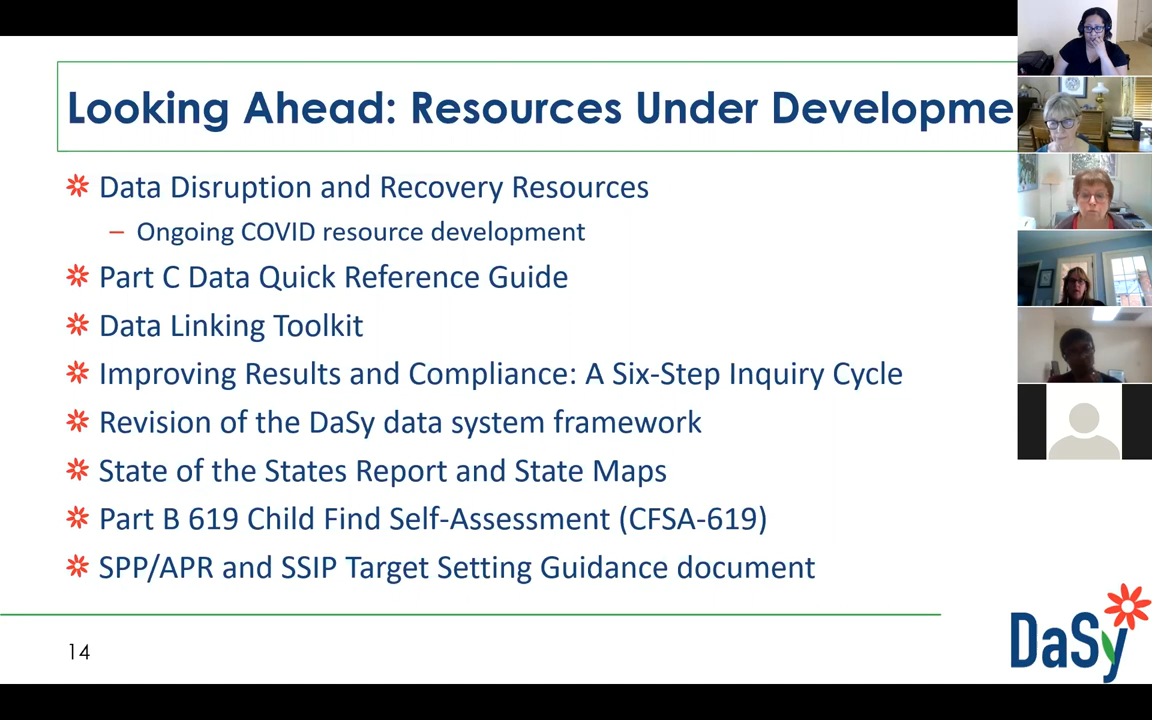 Looking Ahead: Resources Under Developme
Data Disruption and Recovery Resources
– Ongoing COVID resource development
Part C Data Quick Reference Guide
Data Linking Toolkit
Improving Results and Compliance: A Six-Step Inquiry Cycle
Revision of the DaSy data system framework
State of the States Report and State Maps
Part B 619 Child Find Self-Assessment (CFSA-619)
SPP/APR and SSIP Target Setting Guidance document
14
DaSy